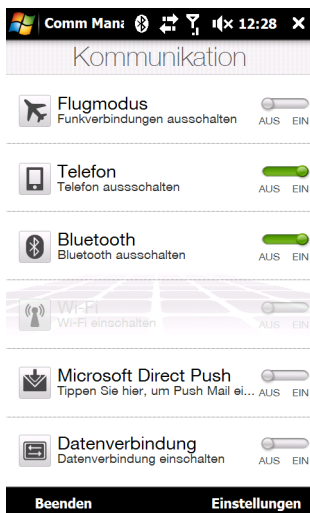 Comm Mana 12:28
Kommunikation
Flugmodus
Funkverbindungen ausschalten
AUS EIN
Telefon
Telefon aussschalten
AUS EIN
Bluetooth
Bluetooth ausschalten
AUS EIN
Wi-Fi
Wi-Fi einschalten
AUS EIN
Microsoft Direct Push
Tippen Sie hier, um Push Mail ei...
AUS EIN
Datenverbindung
Datenverbindung einschalten
AUS EIN
Beenden Einstellungen